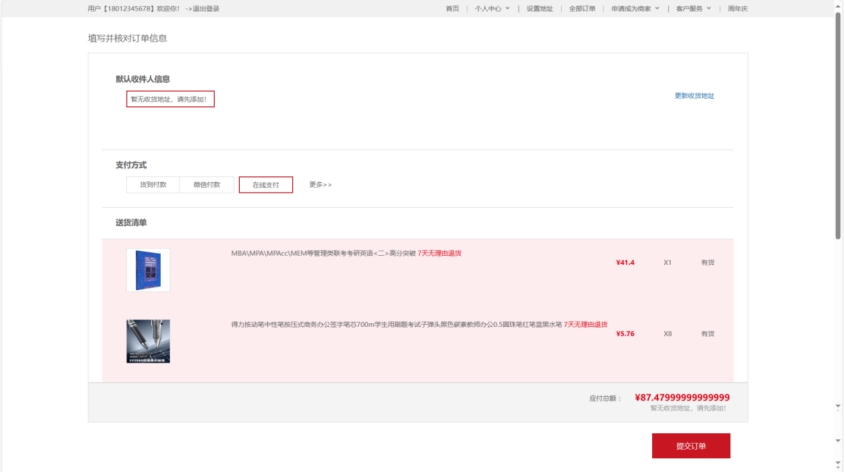 用户【18012345678】欢迎你! ->退出登录
首页 | 个人中心 | 设置地址 | 全部订单 | 申请成为商家 | 客户服务 | 周年庆
填写并核对订单信息
默认收件人信息
暂无收货地址，请先添加!
更新收货地址
支付方式
货到付款 微信付款 在线支付 更多>>
送货清单
MBA\MPA\MPAcc\MEM等管理类联考考研英语<二>高分突破 7天无理由退货
¥41.4 X1 有货
得力按动笔中性笔按压式商务办公签字笔芯700m学生用刷题考试子弹头黑色碳素教师办公0.5圆珠笔红笔蓝黑水笔 7天无理由退货
¥5.76 X8 有货
应付总额： ¥87.47999999999999
暂无收货地址，请先添加!
提交订单